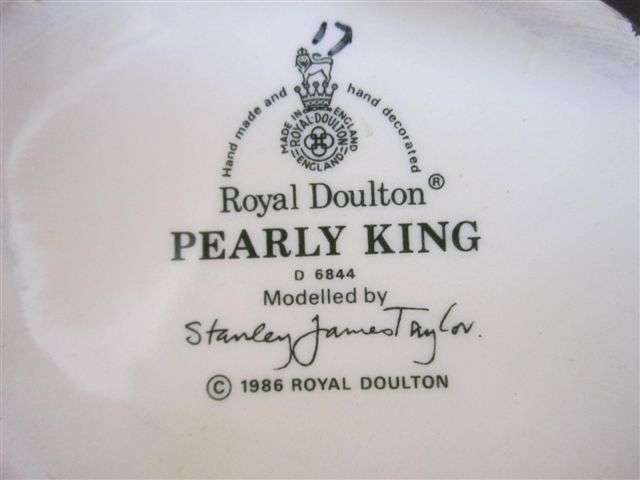 17
Hand made and hand decorated
MADE IN ENGLAND
ROYAL·DOULTON
ENGLAND
Royal Doulton®
PEARLY KING
D 6844
Modelled by
Stanley James Taylor.
© 1986 ROYAL DOULTON